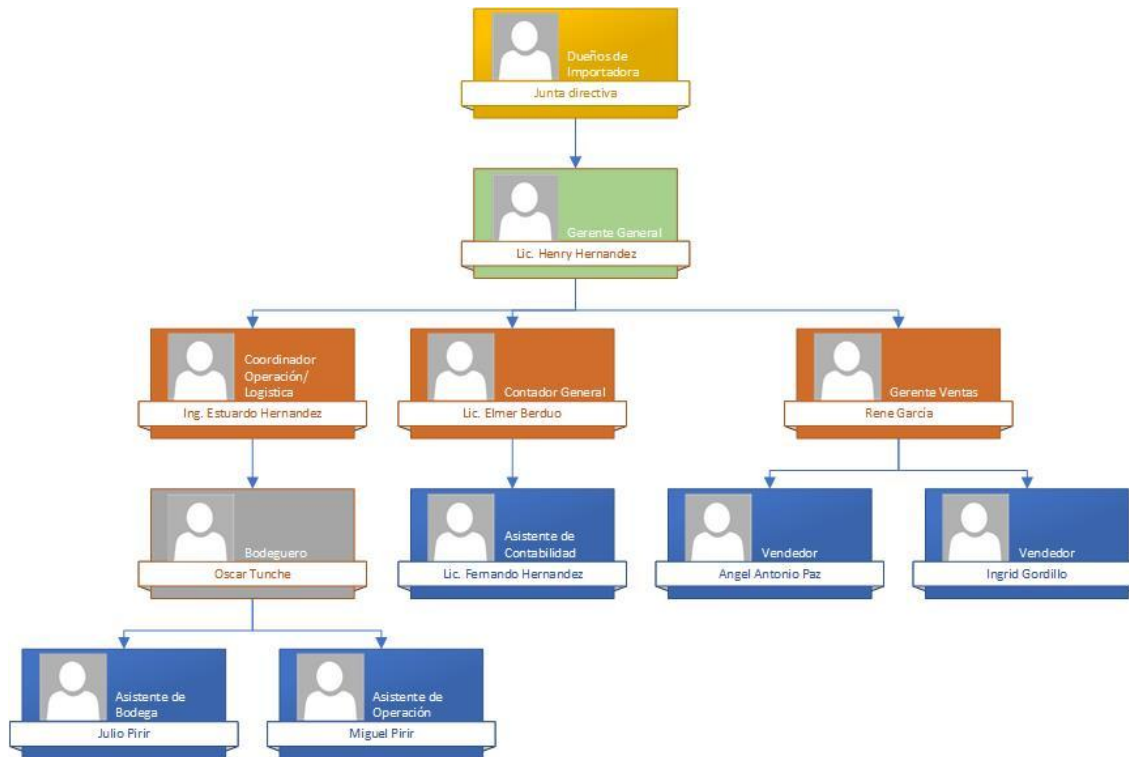 Dueños de
Importadora
Junta directiva
Gerente General
Lic. Henry Hernandez
Coordinador
Operación/
Logistica
Ing. Estuardo Hernandez
Contador General
Lic. Elmer Berduo
Gerente Ventas
Rene Garcia
Bodeguero
Oscar Tunche
Asistente de
Contabilidad
Lic. Fernando Hernandez
Vendedor
Angel Antonio Paz
Vendedor
Ingrid Gordillo
Asistente de
Bodega
Julio Pirir
Asistente de
Operación
Miguel Pirir